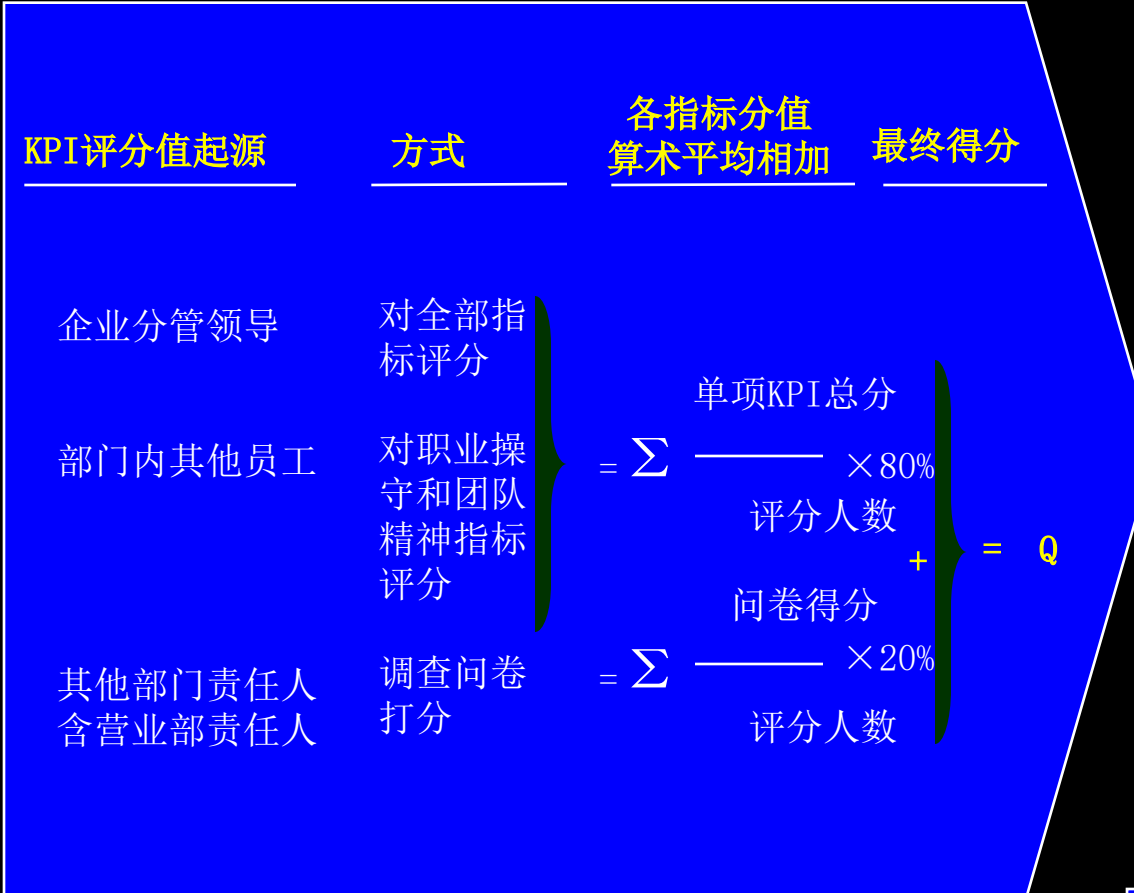 KPI评分值起源
方式
各指标分值
算术平均相加
最终得分
企业分管领导
对全部指
标评分
部门内其他员工
对职业操
守和团队
精神指标
评分
其他部门责任人
含营业部责任人
调查问卷
打分
单项KPI总分
= ∑ ×80%
评分人数
+
问卷得分
= ∑ ×20%
评分人数
= Q